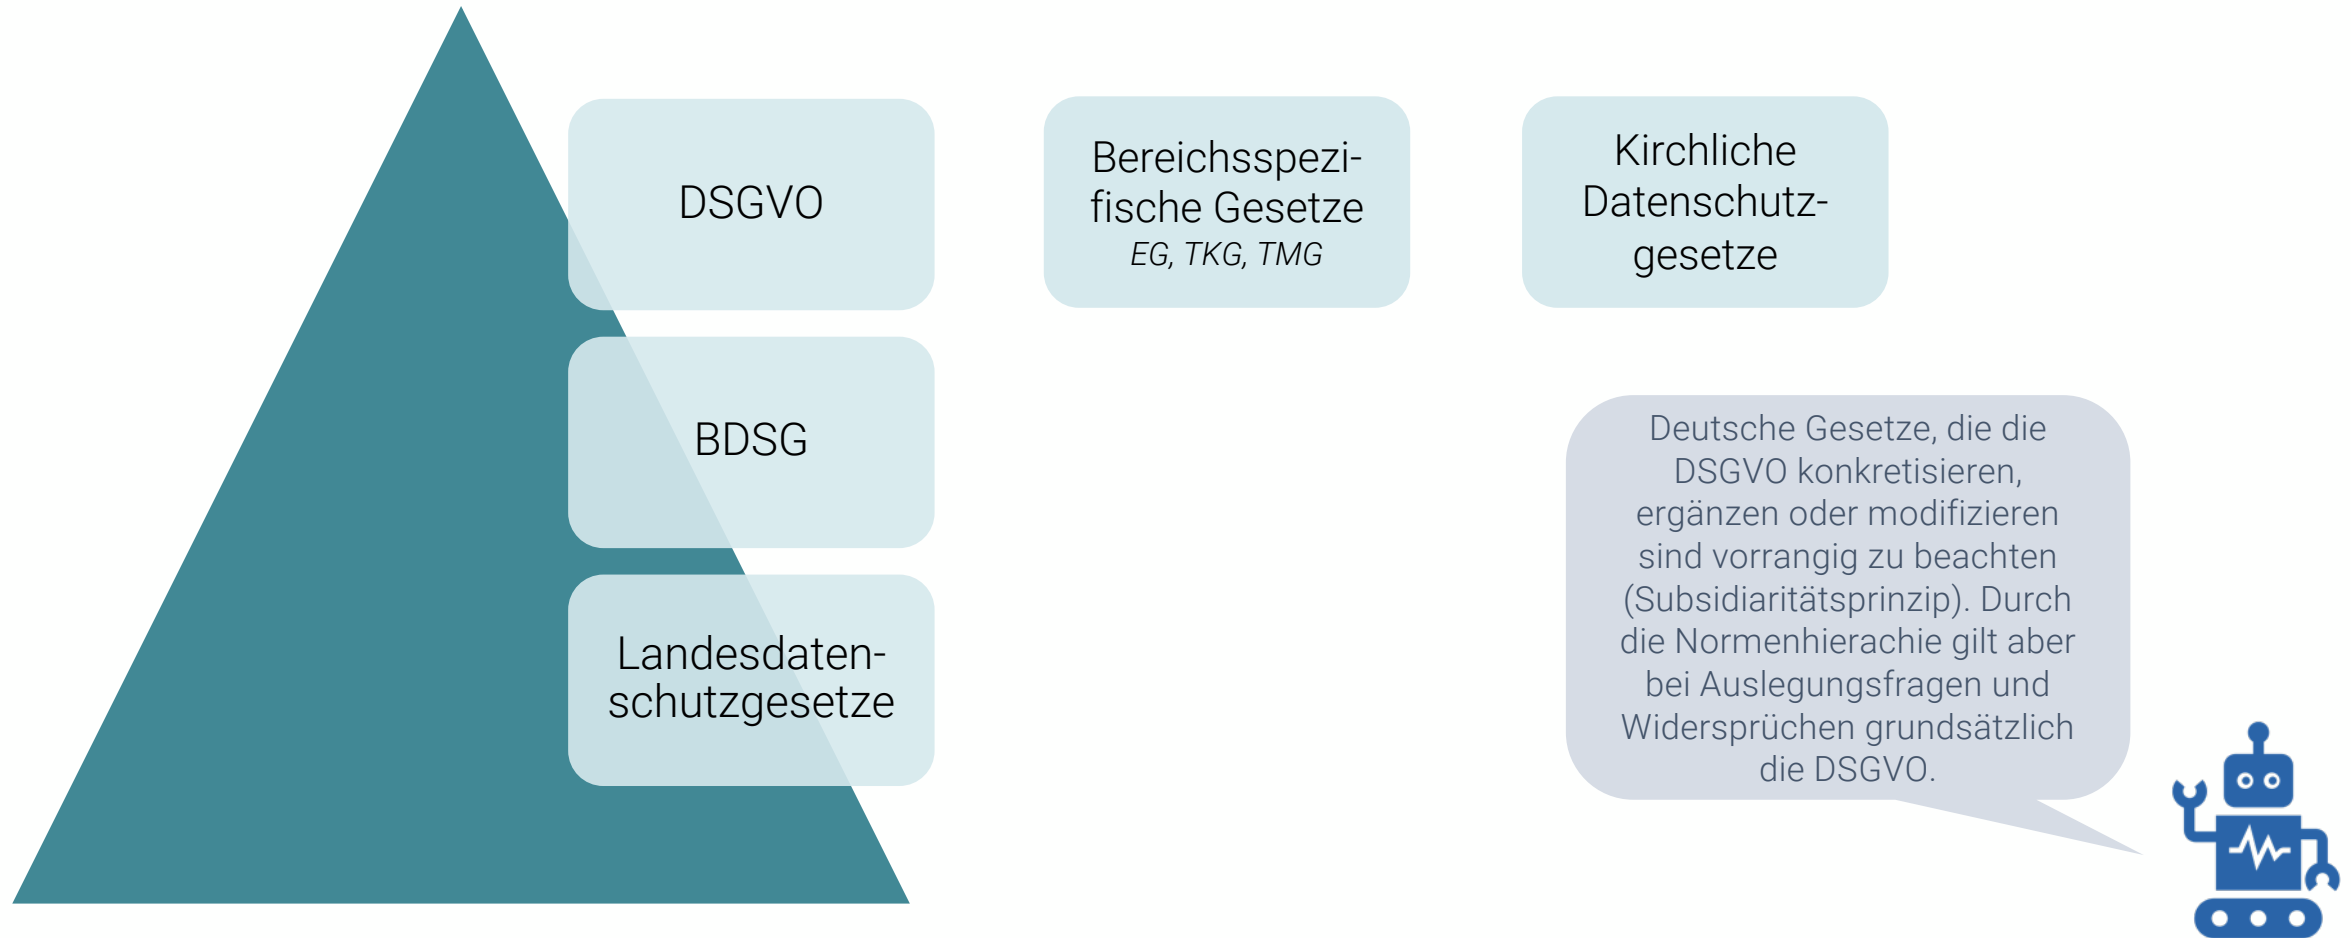 DSGVO
Bereichsspezi-
fische Gesetze
EG, TKG, TMG
Kirchliche
Datenschutz-
gesetze
BDSG
Landesdaten-
schutzgesetze
Deutsche Gesetze, die die
DSGVO konkretisieren,
ergänzen oder modifizieren
sind vorrangig zu beachten
(Subsidiaritätsprinzip). Durch
die Normenhierachie gilt aber
bei Auslegungsfragen und
Widersprüchen grundsätzlich
die DSGVO.